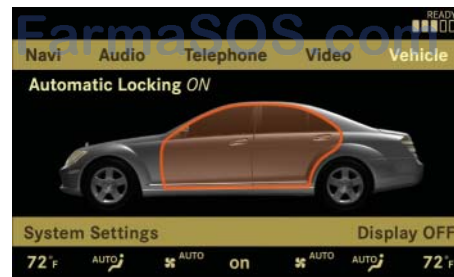 READY
FarmaSOS.com
Navi Audio Telephone Video Vehicle
Automatic Locking ON
System Settings Display OFF
72°F AUTO AUTO on AUTO AUTO 72°F